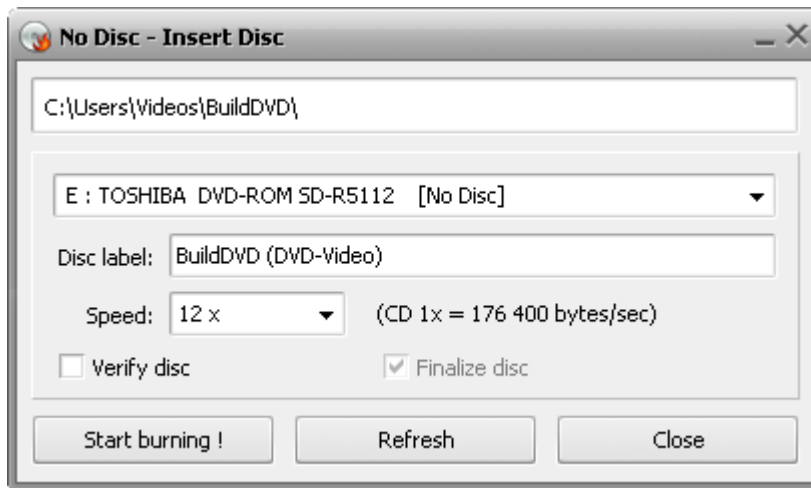 No Disc - Insert Disc
C:\Users\Videos\BuildDVD\
E : TOSHIBA DVD-ROM SD-R5112 [No Disc]
Disc label: BuildDVD (DVD-Video)
Speed: 12 x (CD 1x = 176 400 bytes/sec)
Verify disc Finalize disc
Start burning ! Refresh Close